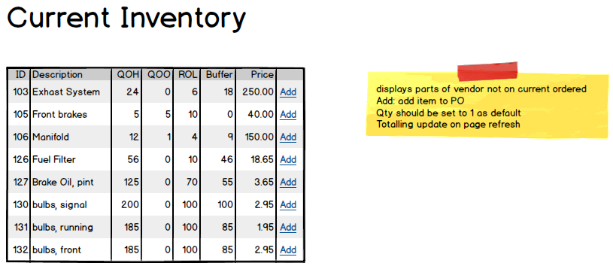 Current Inventory
ID Description QOH QOO ROL Buffer Price
103 Exhast System 24 0 6 18 250.00 Add
105 Front brakes 5 5 10 0 40.00 Add
106 Manifold 12 1 4 9 150.00 Add
126 Fuel Filter 56 0 10 46 18.65 Add
127 Brake Oil, pint 125 0 70 55 3.65 Add
130 bulbs, signal 200 0 100 100 2.95 Add
131 bulbs, running 185 0 100 85 1.95 Add
132 bulbs, front 185 0 100 85 2.95 Add
displays parts of vendor not on current ordered
Add: add item to PO
Qty should be set to 1 as default
Totalling update on page refresh